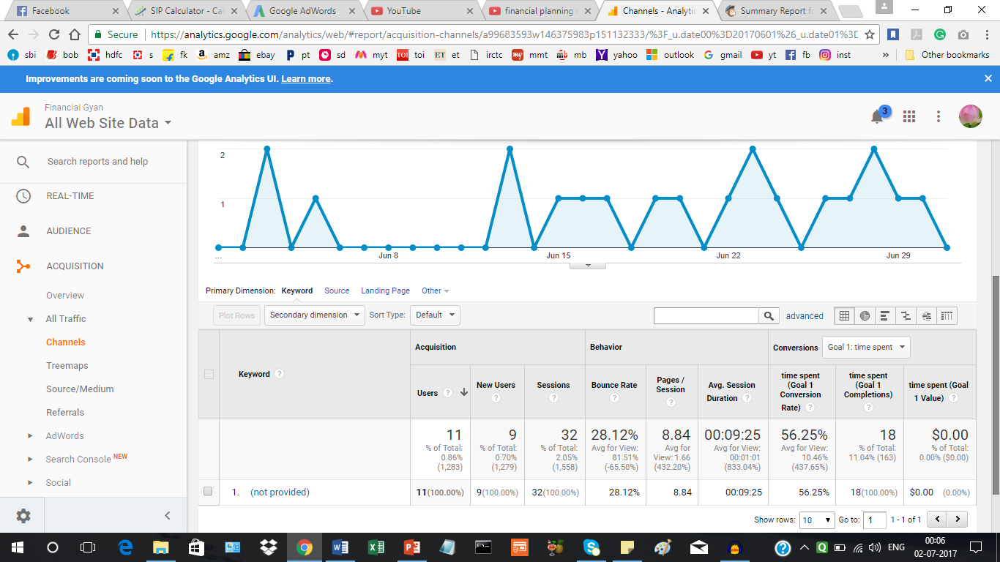 Facebook
SIP Calculator - Cal
Google AdWords
YouTube
financial planning
Channels - Analytic
Summary Report fo
Secure
https://analytics.google.com/analytics/web/#report/acquisition-channels/a99683593w146375983p151132333/%3F_u.date00%3D20170601%26_u.date01%3D
sbi bob hdfc s fk amz ebay pt sd myt toi et irctc mmt mb yahoo outlook gmail yt fb inst » Other bookmarks
Improvements are coming soon to the Google Analytics UI. Learn more.
Financial Gyan
All Web Site Data
3
Search reports and help
REAL-TIME
AUDIENCE
ACQUISITION
Overview
All Traffic
Channels
Treemaps
Source/Medium
Referrals
AdWords
Search Console NEW
Social
2
1
...
Jun 8
Jun 15
Jun 22
Jun 29
Primary Dimension: Keyword Source Landing Page Other
Plot Rows
Secondary dimension
Sort Type:
Default
advanced
Keyword ?
Acquisition
Behavior
Conversions
Goal 1: time spent
Users ?
New Users ?
Sessions ?
Bounce Rate ?
Pages / Session ?
Avg. Session Duration ?
time spent (Goal 1 Conversion Rate) ?
time spent (Goal 1 Completions) ?
time spent (Goal 1 Value) ?
11
% of Total: 0.86% (1,283)
9
% of Total: 0.70% (1,279)
32
% of Total: 2.05% (1,558)
28.12%
Avg for View: 81.51% (-65.50%)
8.84
Avg for View: 1.66 (432.20%)
00:09:25
Avg for View: 00:01:01 (833.04%)
56.25%
Avg for View: 10.46% (437.65%)
18
% of Total: 11.04% (163)
$0.00
% of Total: 0.00% ($0.00)
1. (not provided) 11(100.00%) 9(100.00%) 32(100.00%) 28.12% 8.84 00:09:25 56.25% 18(100.00%) $0.00 (0.00%)
Show rows: 10 Go to: 1 1 - 1 of 1
ENG
00:06
02-07-2017